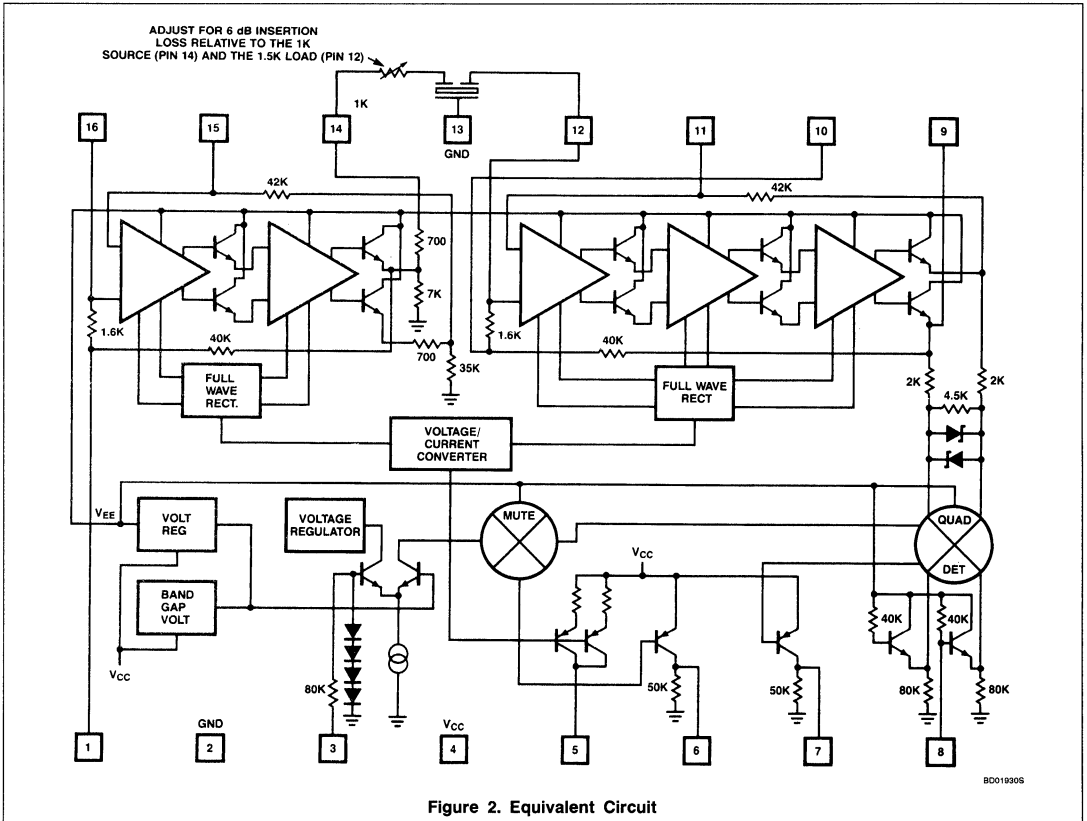 ADJUST FOR 6 dB INSERTION
LOSS RELATIVE TO THE 1K
SOURCE (PIN 14) AND THE 1.5K LOAD (PIN 12)
1K
16
15
14
13
12
11
10
9
GND
42K
42K
700
7K
1.6K
40K
700
35K
1.6K
40K
2K
2K
4.5K
FULL
WAVE
RECT.
FULL WAVE
RECT
VOLTAGE/
CURRENT
CONVERTER
VEE
VOLT
REG
VOLTAGE
REGULATOR
MUTE
QUAD
DET
VCC
BAND
GAP
VOLT
VCC
40K
40K
80K
50K
50K
80K
80K
GND
VCC
1
2
3
4
5
6
7
8
BD01930S
Figure 2. Equivalent Circuit